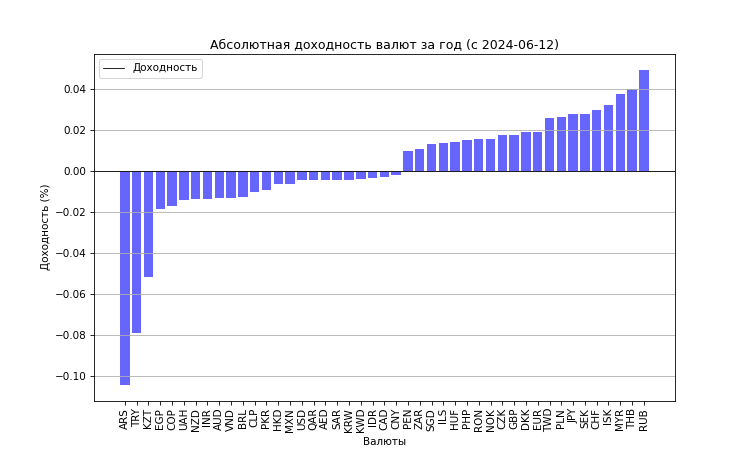 Абсолютная доходность валют за год (с 2024-06-12)
Доходность
0.04
0.02
0.00
−0.02
−0.04
−0.06
−0.08
−0.10
Доходность (%)
ARS TRY KZT EGP COP UAH NZD INR AUD VND BRL CLP PKR HKD MXN USD QAR AED SAR KRW KWD IDR CAD CNY PEN ZAR SGD ILS HUF PHP RON NOK CZK GBP DKK EUR TWD PLN JPY SEK CHF ISK MYR THB RUB
Валюты